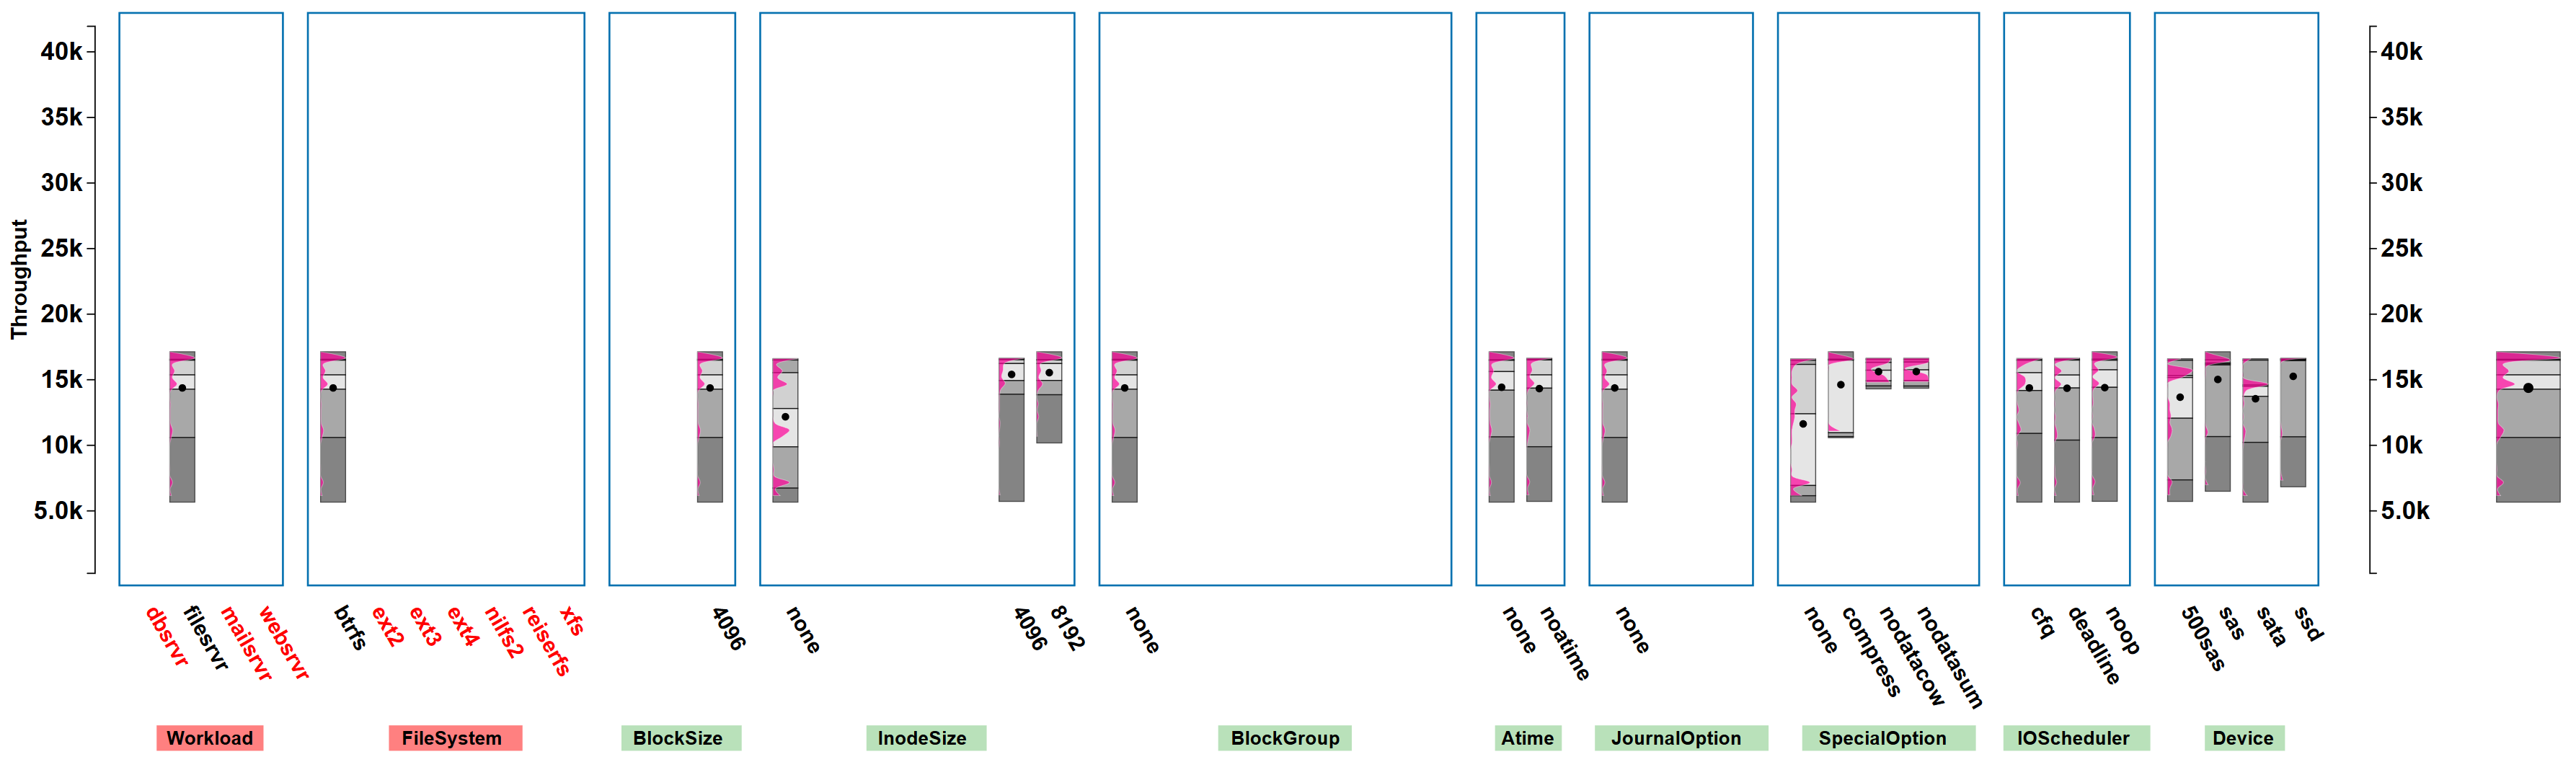 40k
35k
30k
25k
20k
15k
10k
5.0k
Throughput
40k
35k
30k
25k
20k
15k
10k
5.0k
dbsrvr
filesrvr
mailsrvr
websrvr
btrfs
ext2
ext3
ext4
nilfs2
reiserfs
xfs
4096
none
4096
8192
none
none
noatime
none
none
compress
nodatacow
nodatasum
cfq
deadline
noop
500sas
sas
sata
ssd
Workload
FileSystem
BlockSize
InodeSize
BlockGroup
Atime
JournalOption
SpecialOption
IOScheduler
Device